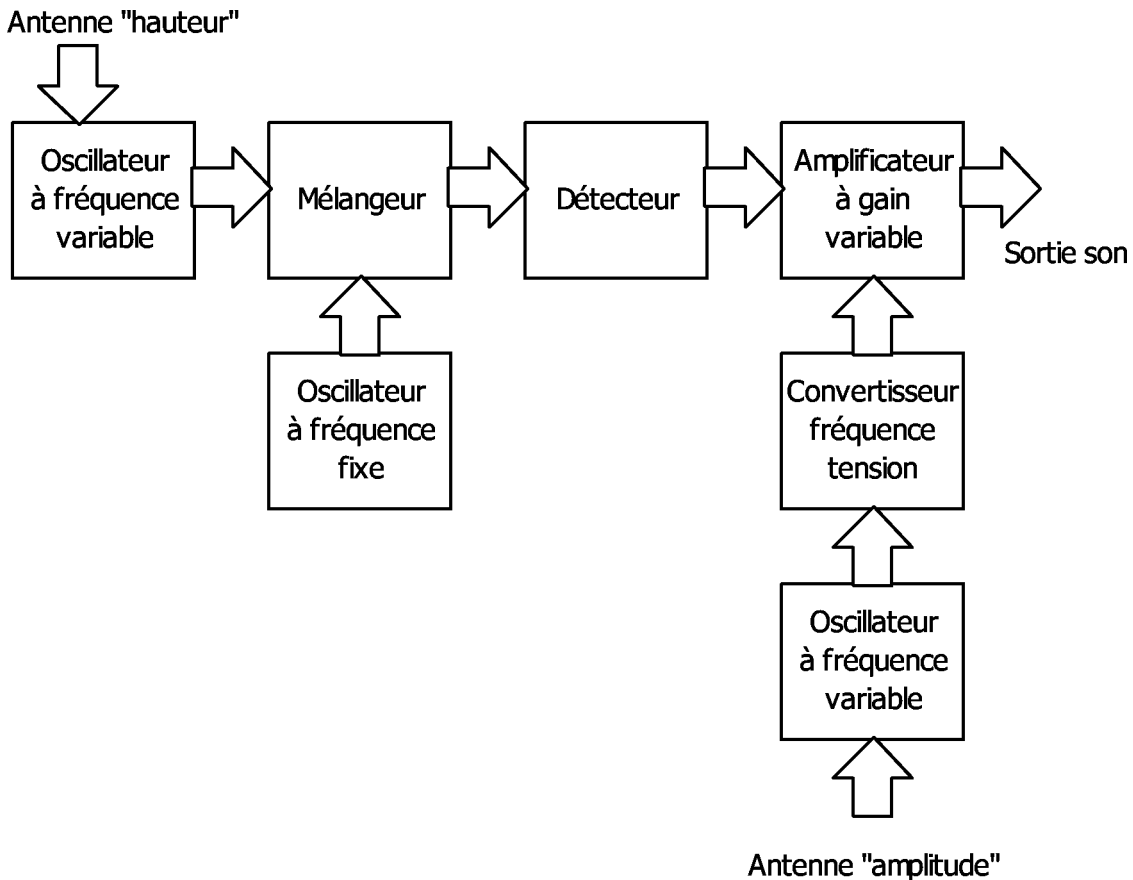 Antenne "hauteur"
Oscillateur
à fréquence
variable
Mélangeur
Détecteur
Amplificateur
à gain
variable
Sortie son
Oscillateur
à fréquence
fixe
Convertisseur
fréquence
tension
Oscillateur
à fréquence
variable
Antenne "amplitude"